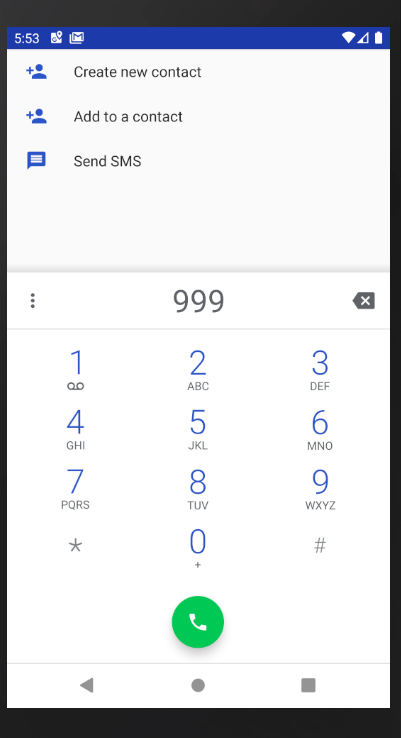 5:53
Create new contact
Add to a contact
Send SMS
999
1 2 3
ABC DEF
4 5 6
GHI JKL MNO
7 8 9
PQRS TUV WXYZ
* 0 #
+